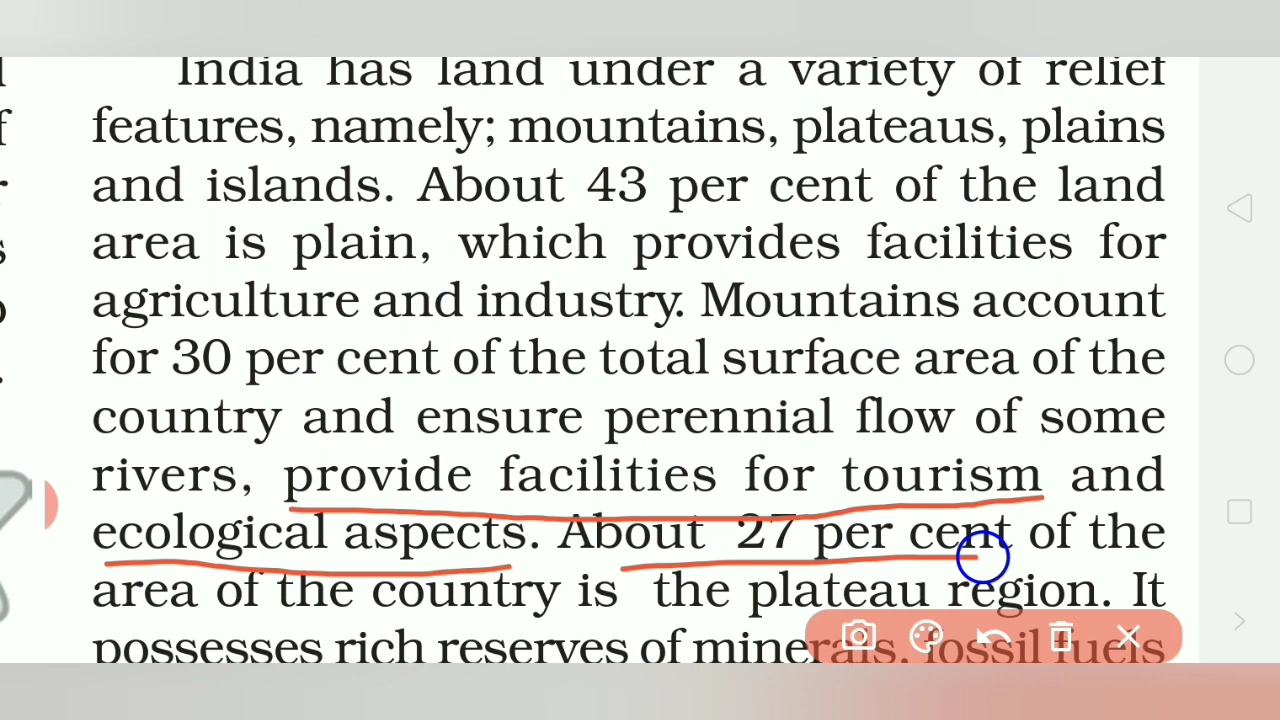 India has land under a variety of relief
features, namely; mountains, plateaus, plains
and islands. About 43 per cent of the land
area is plain, which provides facilities for
agriculture and industry. Mountains account
for 30 per cent of the total surface area of the
country and ensure perennial flow of some
rivers, provide facilities for tourism and
ecological aspects. About 27 per cent of the
area of the country is the plateau region. It
possesses rich reserves of minerals, fossil fuels